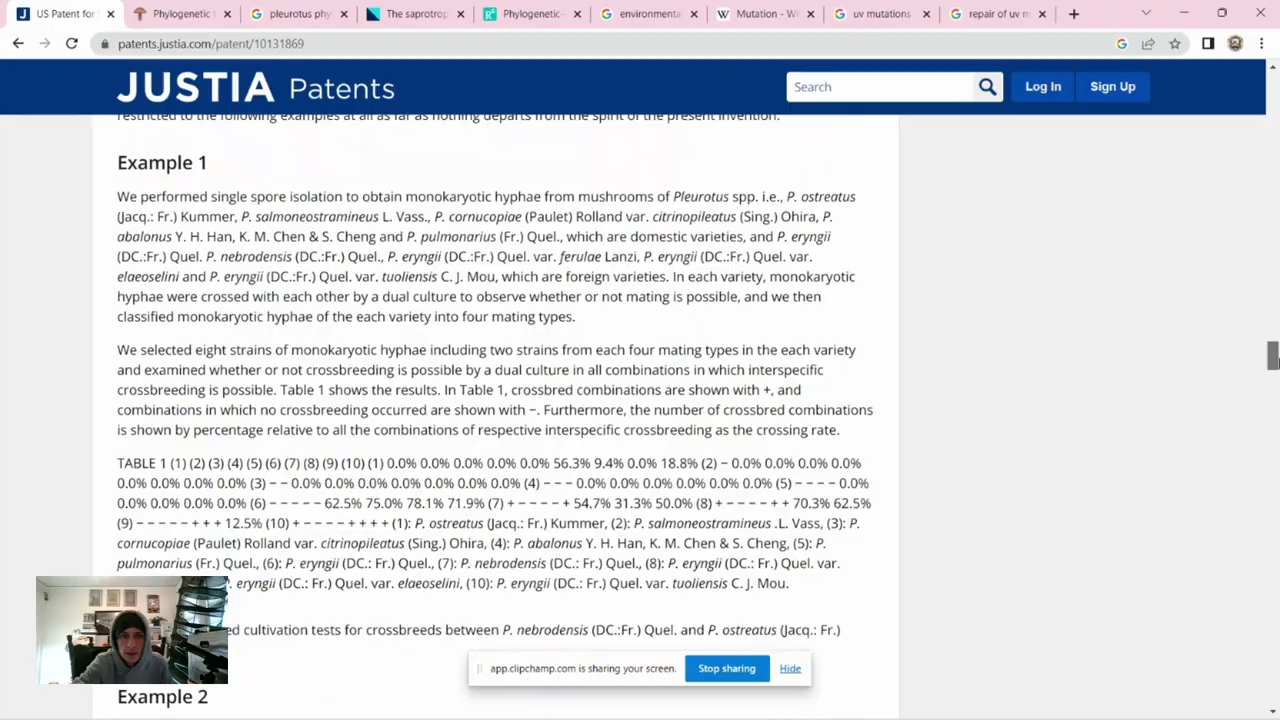 US Patent for
Phylogenetic
pleurotus phy
The saprotrop
Phylogenetic-
environmenta
Mutation - W
uv mutations
repair of uv m
patents.justia.com/patent/10131869
JUSTIA Patents
Search
Log In
Sign Up
restricted to the following examples at all as far as nothing departs from the spirit of the present invention.
Example 1
We performed single spore isolation to obtain monokaryotic hyphae from mushrooms of Pleurotus spp. i.e., P. ostreatus
(Jacq.: Fr.) Kummer, P. salmoneostramineus L. Vass., P. cornucopiae (Paulet) Rolland var. citrinopileatus (Sing.) Ohira, P.
abalonus Y. H. Han, K. M. Chen & S. Cheng and P. pulmonarius (Fr.) Quel., which are domestic varieties, and P. eryngii
(DC.:Fr.) Quel. P. nebrodensis (DC.:Fr.) Quel., P. eryngii (DC.:Fr.) Quel. var. ferulae Lanzi, P. eryngii (DC.:Fr.) Quel. var.
elaeoselini and P. eryngii (DC.:Fr.) Quel. var. tuoliensis C. J. Mou, which are foreign varieties. In each variety, monokaryotic
hyphae were crossed with each other by a dual culture to observe whether or not mating is possible, and we then
classified monokaryotic hyphae of the each variety into four mating types.
We selected eight strains of monokaryotic hyphae including two strains from each four mating types in the each variety
and examined whether or not crossbreeding is possible by a dual culture in all combinations in which interspecific
crossbreeding is possible. Table 1 shows the results. In Table 1, crossbred combinations are shown with +, and
combinations in which no crossbreeding occurred are shown with −. Furthermore, the number of crossbred combinations
is shown by percentage relative to all the combinations of respective interspecific crossbreeding as the crossing rate.
TABLE 1 (1) (2) (3) (4) (5) (6) (7) (8) (9) (10) (1) 0.0% 0.0% 0.0% 0.0% 0.0% 56.3% 9.4% 0.0% 18.8% (2) − 0.0% 0.0% 0.0% 0.0%
0.0% 0.0% 0.0% 0.0% (3) − − 0.0% 0.0% 0.0% 0.0% 0.0% 0.0% 0.0% (4) − − − 0.0% 0.0% 0.0% 0.0% 0.0% 0.0% (5) − − − − 0.0%
0.0% 0.0% 0.0% 0.0% (6) − − − − − 62.5% 75.0% 78.1% 71.9% (7) + − − − − + 54.7% 31.3% 50.0% (8) + − − − − + + 70.3% 62.5%
(9) − − − − − + + + 12.5% (10) + − − − − + + + + (1): P. ostreatus (Jacq.: Fr.) Kummer, (2): P. salmoneostramineus .L. Vass, (3): P.
cornucopiae (Paulet) Rolland var. citrinopileatus (Sing.) Ohira, (4): P. abalonus Y. H. Han, K. M. Chen & S. Cheng, (5): P.
pulmonarius (Fr.) Quel., (6): P. eryngii (DC.: Fr.) Quel., (7): P. nebrodensis (DC.: Fr.) Quel., (8): P. eryngii (DC.: Fr.) Quel. var.
P. eryngii (DC.: Fr.) Quel. var. elaeoselini, (10): P. eryngii (DC.: Fr.) Quel. var. tuoliensis C. J. Mou.
ed cultivation tests for crossbreeds between P. nebrodensis (DC.:Fr.) Quel. and P. ostreatus (Jacq.: Fr.)
app.clipchamp.com is sharing your screen.
Stop sharing
Hide
Example 2